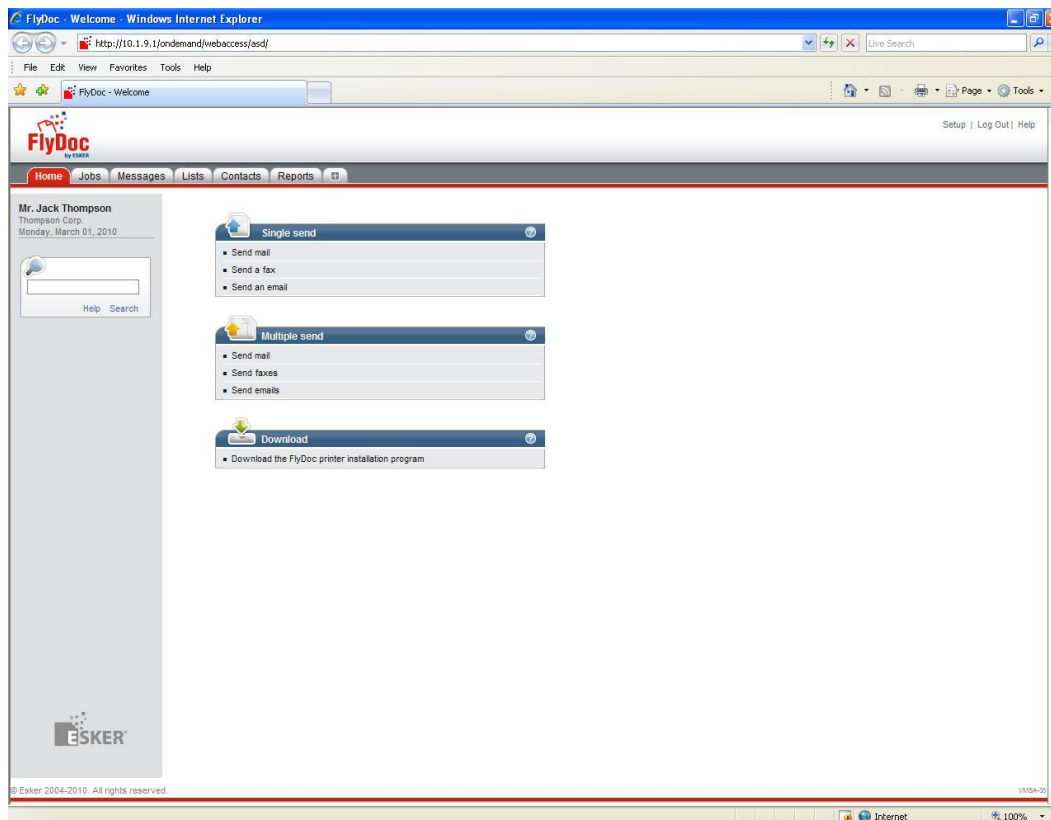 FlyDoc - Welcome - Windows Internet Explorer
http://10.1.9.1/ondemand/webaccess/asd/
Live Search
File Edit View Favorites Tools Help
FlyDoc - Welcome
Page Tools
FlyDoc
by ESKER
Setup | Log Out | Help
Home Jobs Messages Lists Contacts Reports
Mr. Jack Thompson
Thompson Corp.
Monday, March 01, 2010
Help Search
Single send
Send mail
Send a fax
Send an email
Multiple send
Send mail
Send faxes
Send emails
Download
Download the FlyDoc printer installation program
ESKER
© Esker 2004-2010. All rights reserved.
VMSA-35
Internet
100%